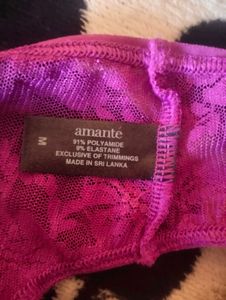 amanté
91% POLYAMIDE
9% ELASTANE
EXCLUSIVE OF TRIMMINGS
MADE IN SRI LANKA
M